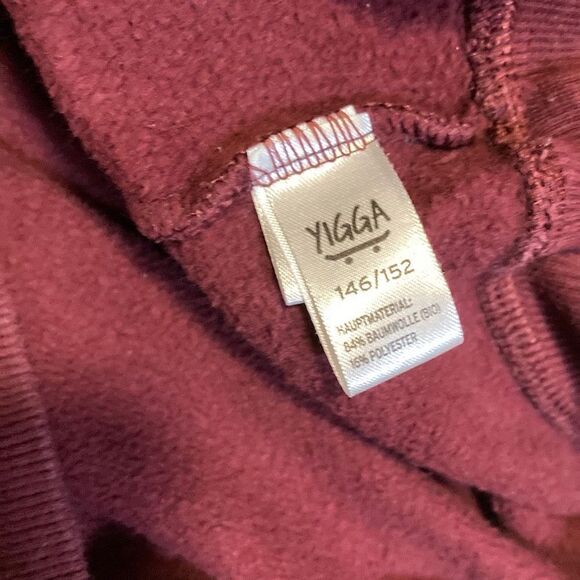 YIGGA
146/152
HAUPTMATERIAL:
84% BAUMWOLLE (BIO)
16% POLYESTER